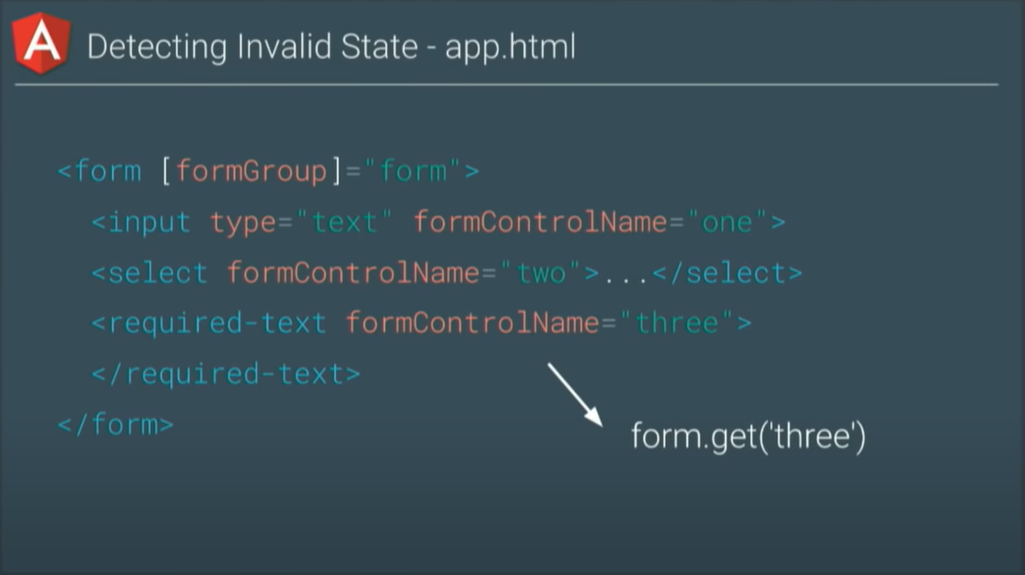 Detecting Invalid State - app.html
<form [formGroup]="form">
<input type="text" formControlName="one">
<select formControlName="two">...</select>
<required-text formControlName="three">
</required-text>
</form>
form.get('three')